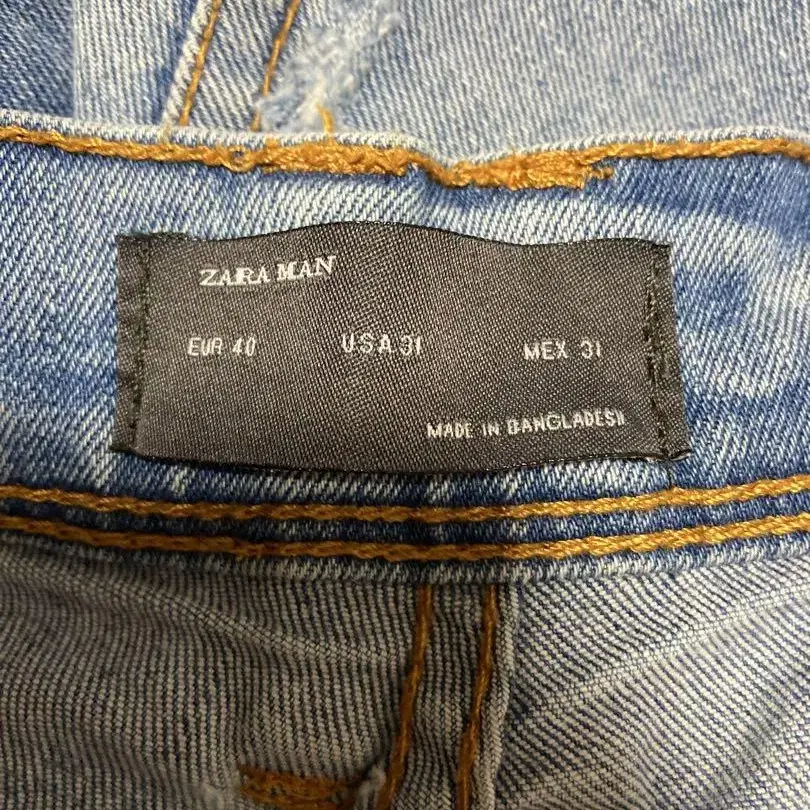 ZARA MAN
EUR 40 USA 31 MEX 31
MADE IN BANGLADESH